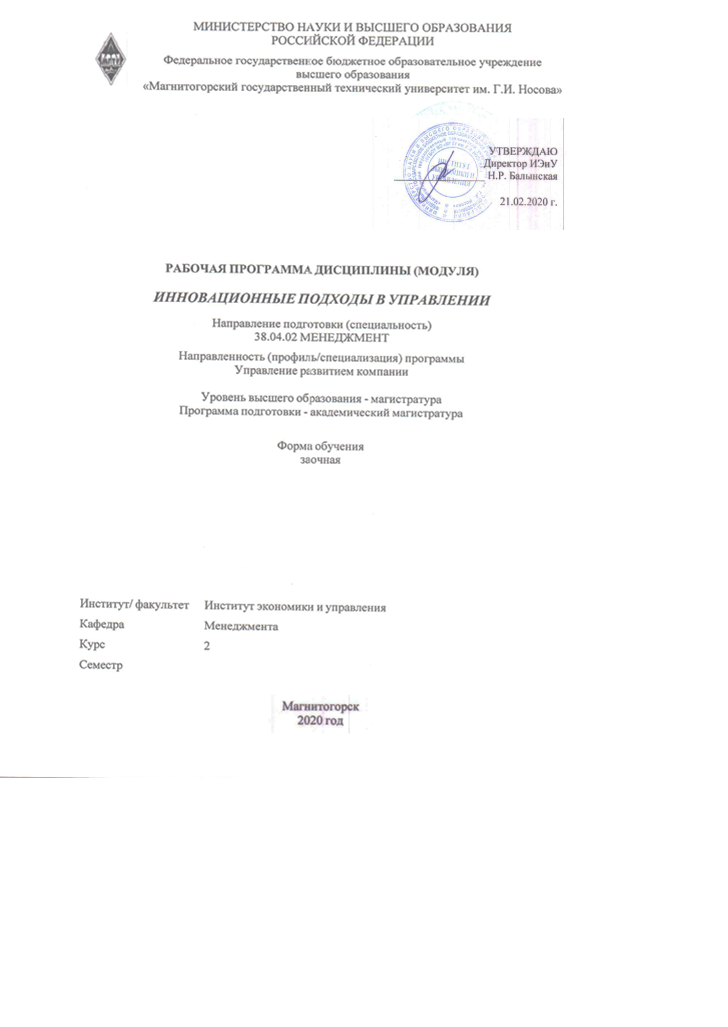 МИНИСТЕРСТВО НАУКИ И ВЫСШЕГО ОБРАЗОВАНИЯ
РОССИЙСКОЙ ФЕДЕРАЦИИ
Федеральное государственное бюджетное образовательное учреждение
высшего образования
«Магнитогорский государственный технический университет им. Г.И. Носова»
УТВЕРЖДАЮ
Директор ИЭиУ
Н.Р. Балынская
21.02.2020 г.
РАБОЧАЯ ПРОГРАММА ДИСЦИПЛИНЫ (МОДУЛЯ)
ИННОВАЦИОННЫЕ ПОДХОДЫ В УПРАВЛЕНИИ
Направление подготовки (специальность)
38.04.02 МЕНЕДЖМЕНТ
Направленность (профиль/специализация) программы
Управление развитием компании
Уровень высшего образования - магистратура
Программа подготовки - академический магистратура
Форма обучения
заочная
Институт/ факультет Институт экономики и управления
Кафедра Менеджмента
Курс 2
Семестр
Магнитогорск
2020 год